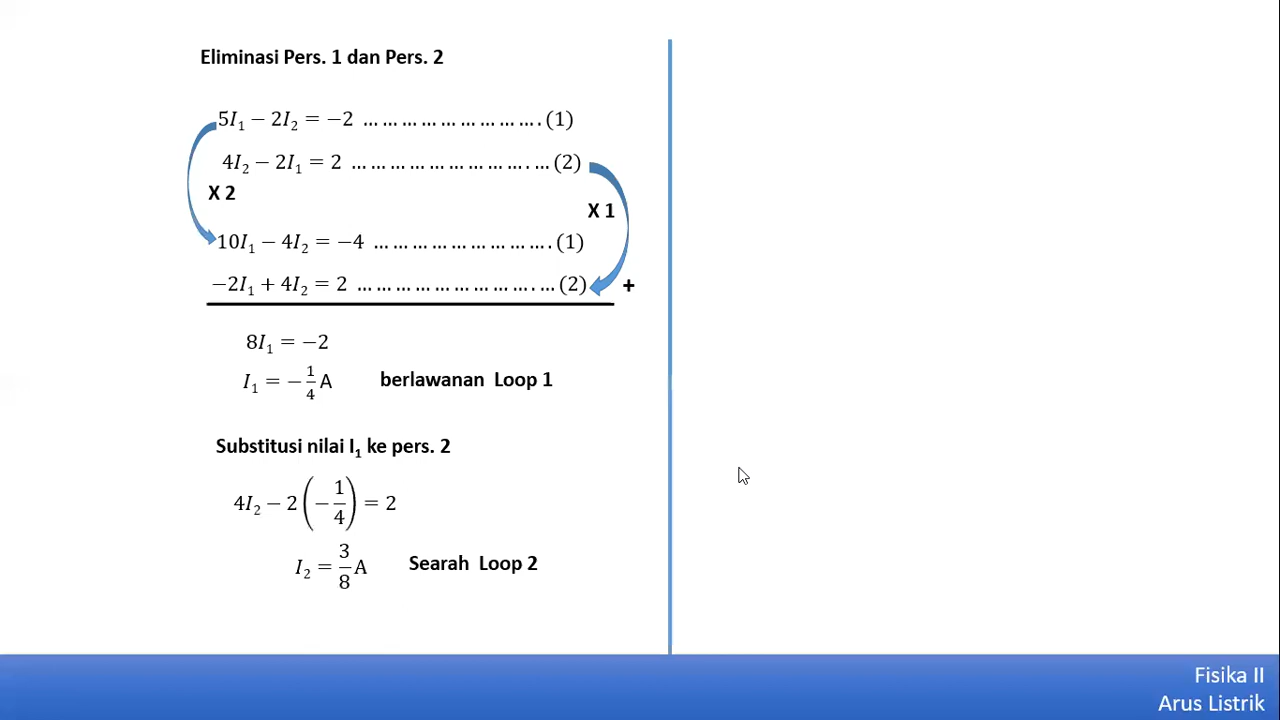 Eliminasi Pers. 1 dan Pers. 2
5I₁ − 2I₂ = −2 … … … … … … … … … . (1)
4I₂ − 2I₁ = 2 … … … … … … … … … . … (2)
X 2
X 1
10I₁ − 4I₂ = −4 … … … … … … … … … . (1)
−2I₁ + 4I₂ = 2 … … … … … … … … … . … (2)
+
8I₁ = −2
I₁ = −1/4 A berlawanan Loop 1
Substitusi nilai I₁ ke pers. 2
4I₂ − 2(−1/4) = 2
I₂ = 3/8 A Searah Loop 2
Fisika II
Arus Listrik